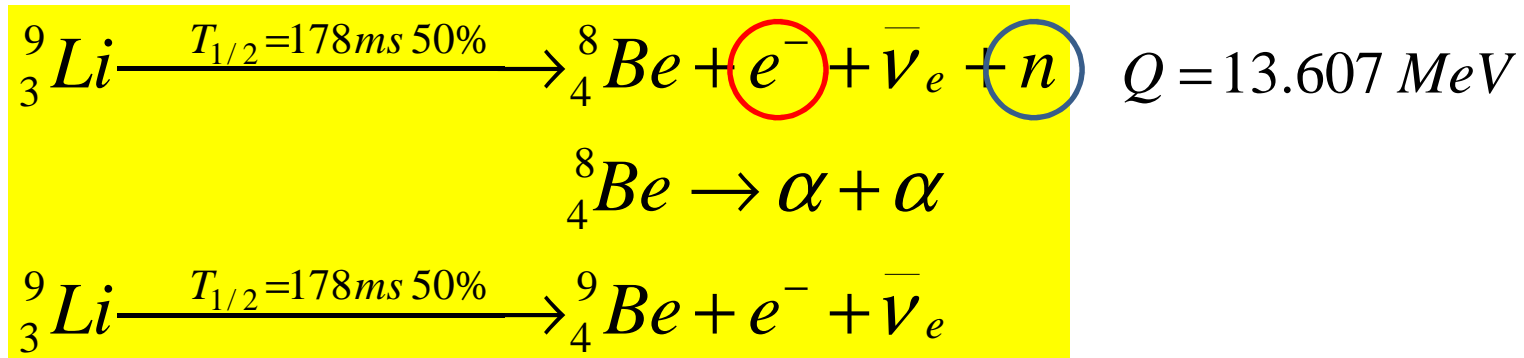 ⁹₃Li T₁/₂=178ms 50% → ⁸₄Be + e⁻ + ν̅ₑ + n Q = 13.607 MeV
⁸₄Be → α + α
⁹₃Li T₁/₂=178ms 50% → ⁹₄Be + e⁻ + ν̅ₑ